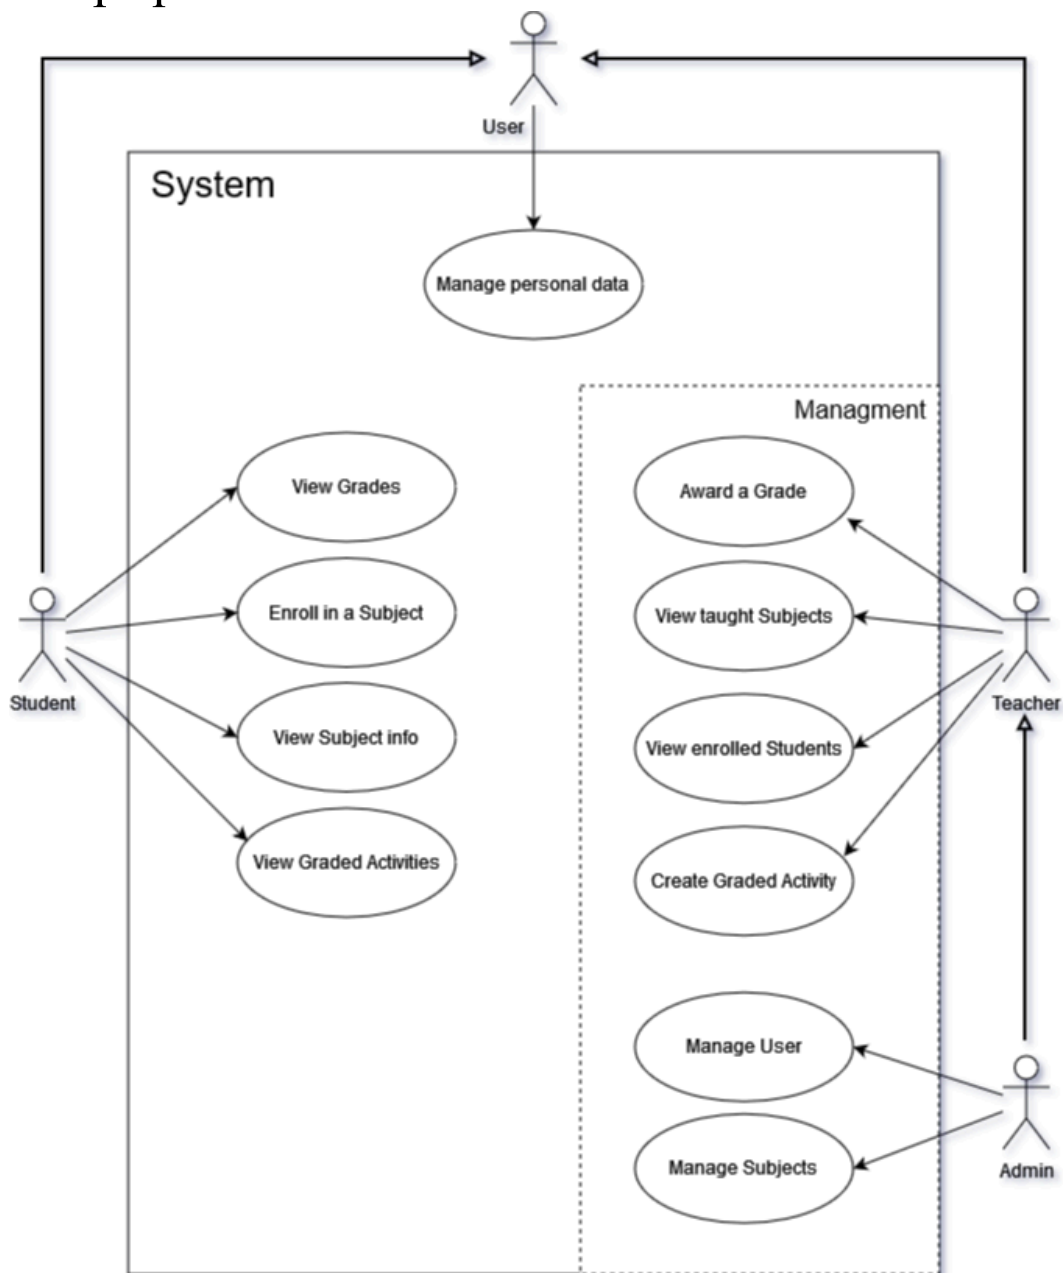 User
System
Manage personal data
Managment
View Grades
Award a Grade
Enroll in a Subject
View taught Subjects
Student
Teacher
View Subject info
View enrolled Students
View Graded Activities
Create Graded Activity
Manage User
Manage Subjects
Admin